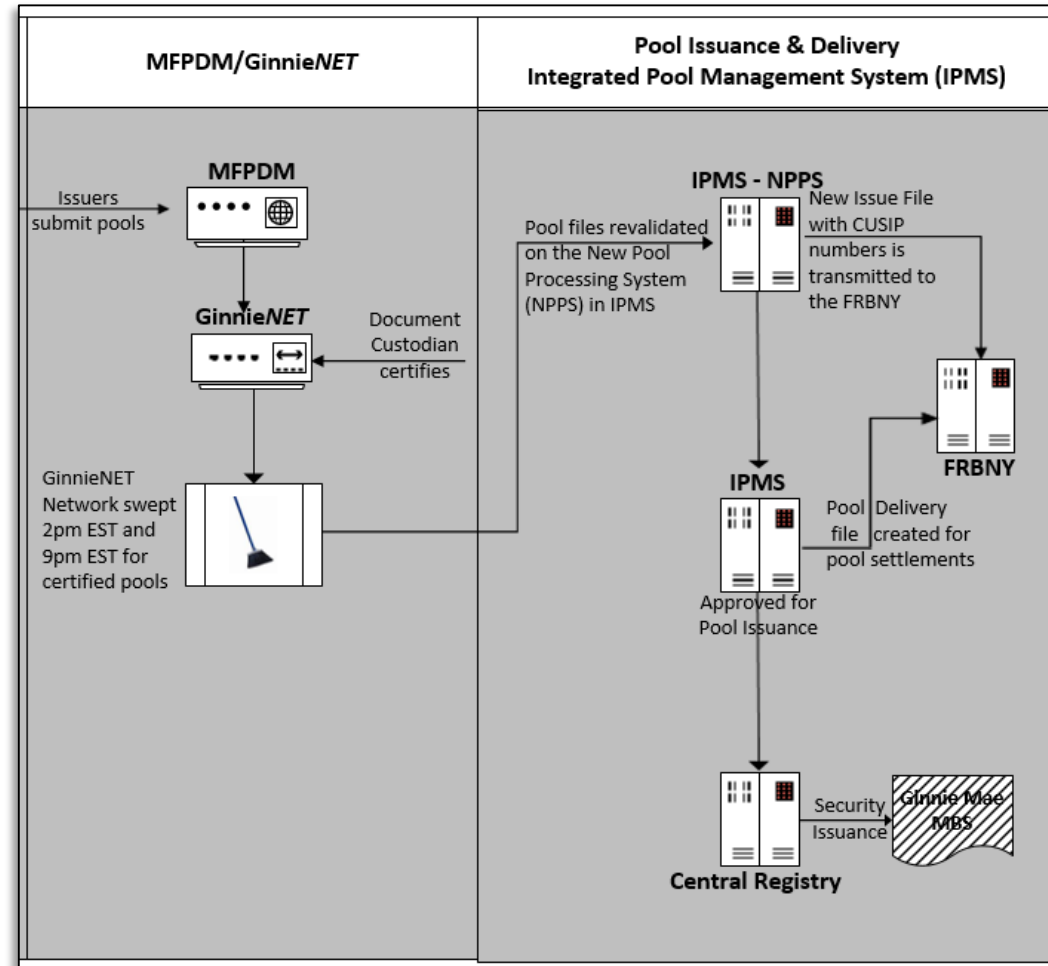 MFPDM/GinnieNET
Pool Issuance & Delivery
Integrated Pool Management System (IPMS)
MFPDM
Issuers
submit pools
GinnieNET
Document
Custodian
certifies
GinnieNET
Network swept
2pm EST and
9pm EST for
certified pools
Pool files revalidated
on the New Pool
Processing System
(NPPS) in IPMS
IPMS - NPPS
New Issue File
with CUSIP
numbers is
transmitted to
the FRBNY
FRBNY
IPMS
Pool Delivery
file created for
pool settlements
Approved for
Pool Issuance
Central Registry
Security
Issuance
Ginnie Mae
MBS